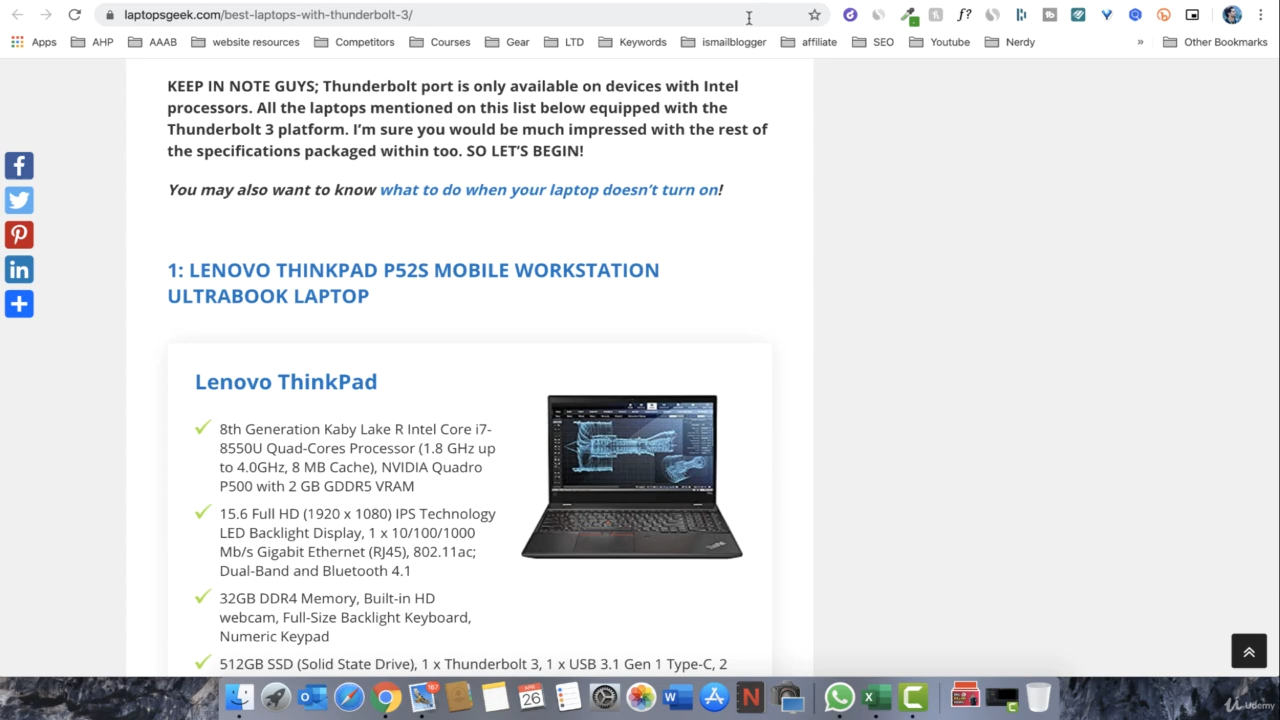 laptopsgeek.com/best-laptops-with-thunderbolt-3/
Apps AHP AAAB website resources Competitors Courses Gear LTD Keywords ismailblogger affiliate SEO Youtube Nerdy » Other Bookmarks
KEEP IN NOTE GUYS; Thunderbolt port is only available on devices with Intel
processors. All the laptops mentioned on this list below equipped with the
Thunderbolt 3 platform. I’m sure you would be much impressed with the rest of
the specifications packaged within too. SO LET’S BEGIN!
You may also want to know what to do when your laptop doesn’t turn on!
1: LENOVO THINKPAD P52S MOBILE WORKSTATION
ULTRABOOK LAPTOP
Lenovo ThinkPad
8th Generation Kaby Lake R Intel Core i7-
8550U Quad-Cores Processor (1.8 GHz up
to 4.0GHz, 8 MB Cache), NVIDIA Quadro
P500 with 2 GB GDDR5 VRAM
15.6 Full HD (1920 x 1080) IPS Technology
LED Backlight Display, 1 x 10/100/1000
Mb/s Gigabit Ethernet (RJ45), 802.11ac;
Dual-Band and Bluetooth 4.1
32GB DDR4 Memory, Built-in HD
webcam, Full-Size Backlight Keyboard,
Numeric Keypad
512GB SSD (Solid State Drive), 1 x Thunderbolt 3, 1 x USB 3.1 Gen 1 Type-C, 2
26
167
Udemy